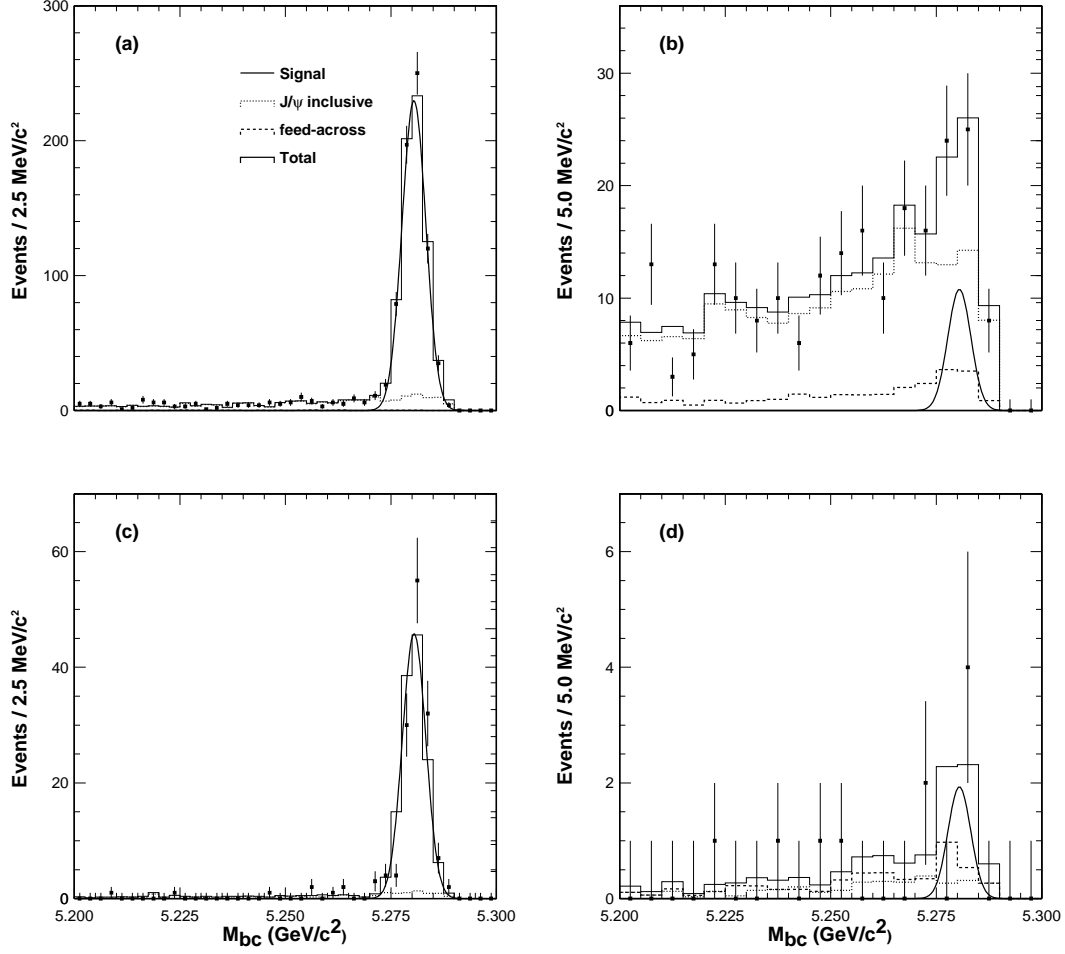 300
200
100
0
Events / 2.5 MeV/c²
(a)
Signal
J/ψ inclusive
feed-across
Total
30
20
10
0
Events / 5.0 MeV/c²
(b)
60
40
20
0
Events / 2.5 MeV/c²
(c)
5.200 5.225 5.250 5.275 5.300
M_bc (GeV/c²)
6
4
2
0
Events / 5.0 MeV/c²
(d)
5.200 5.225 5.250 5.275 5.300
M_bc (GeV/c²)